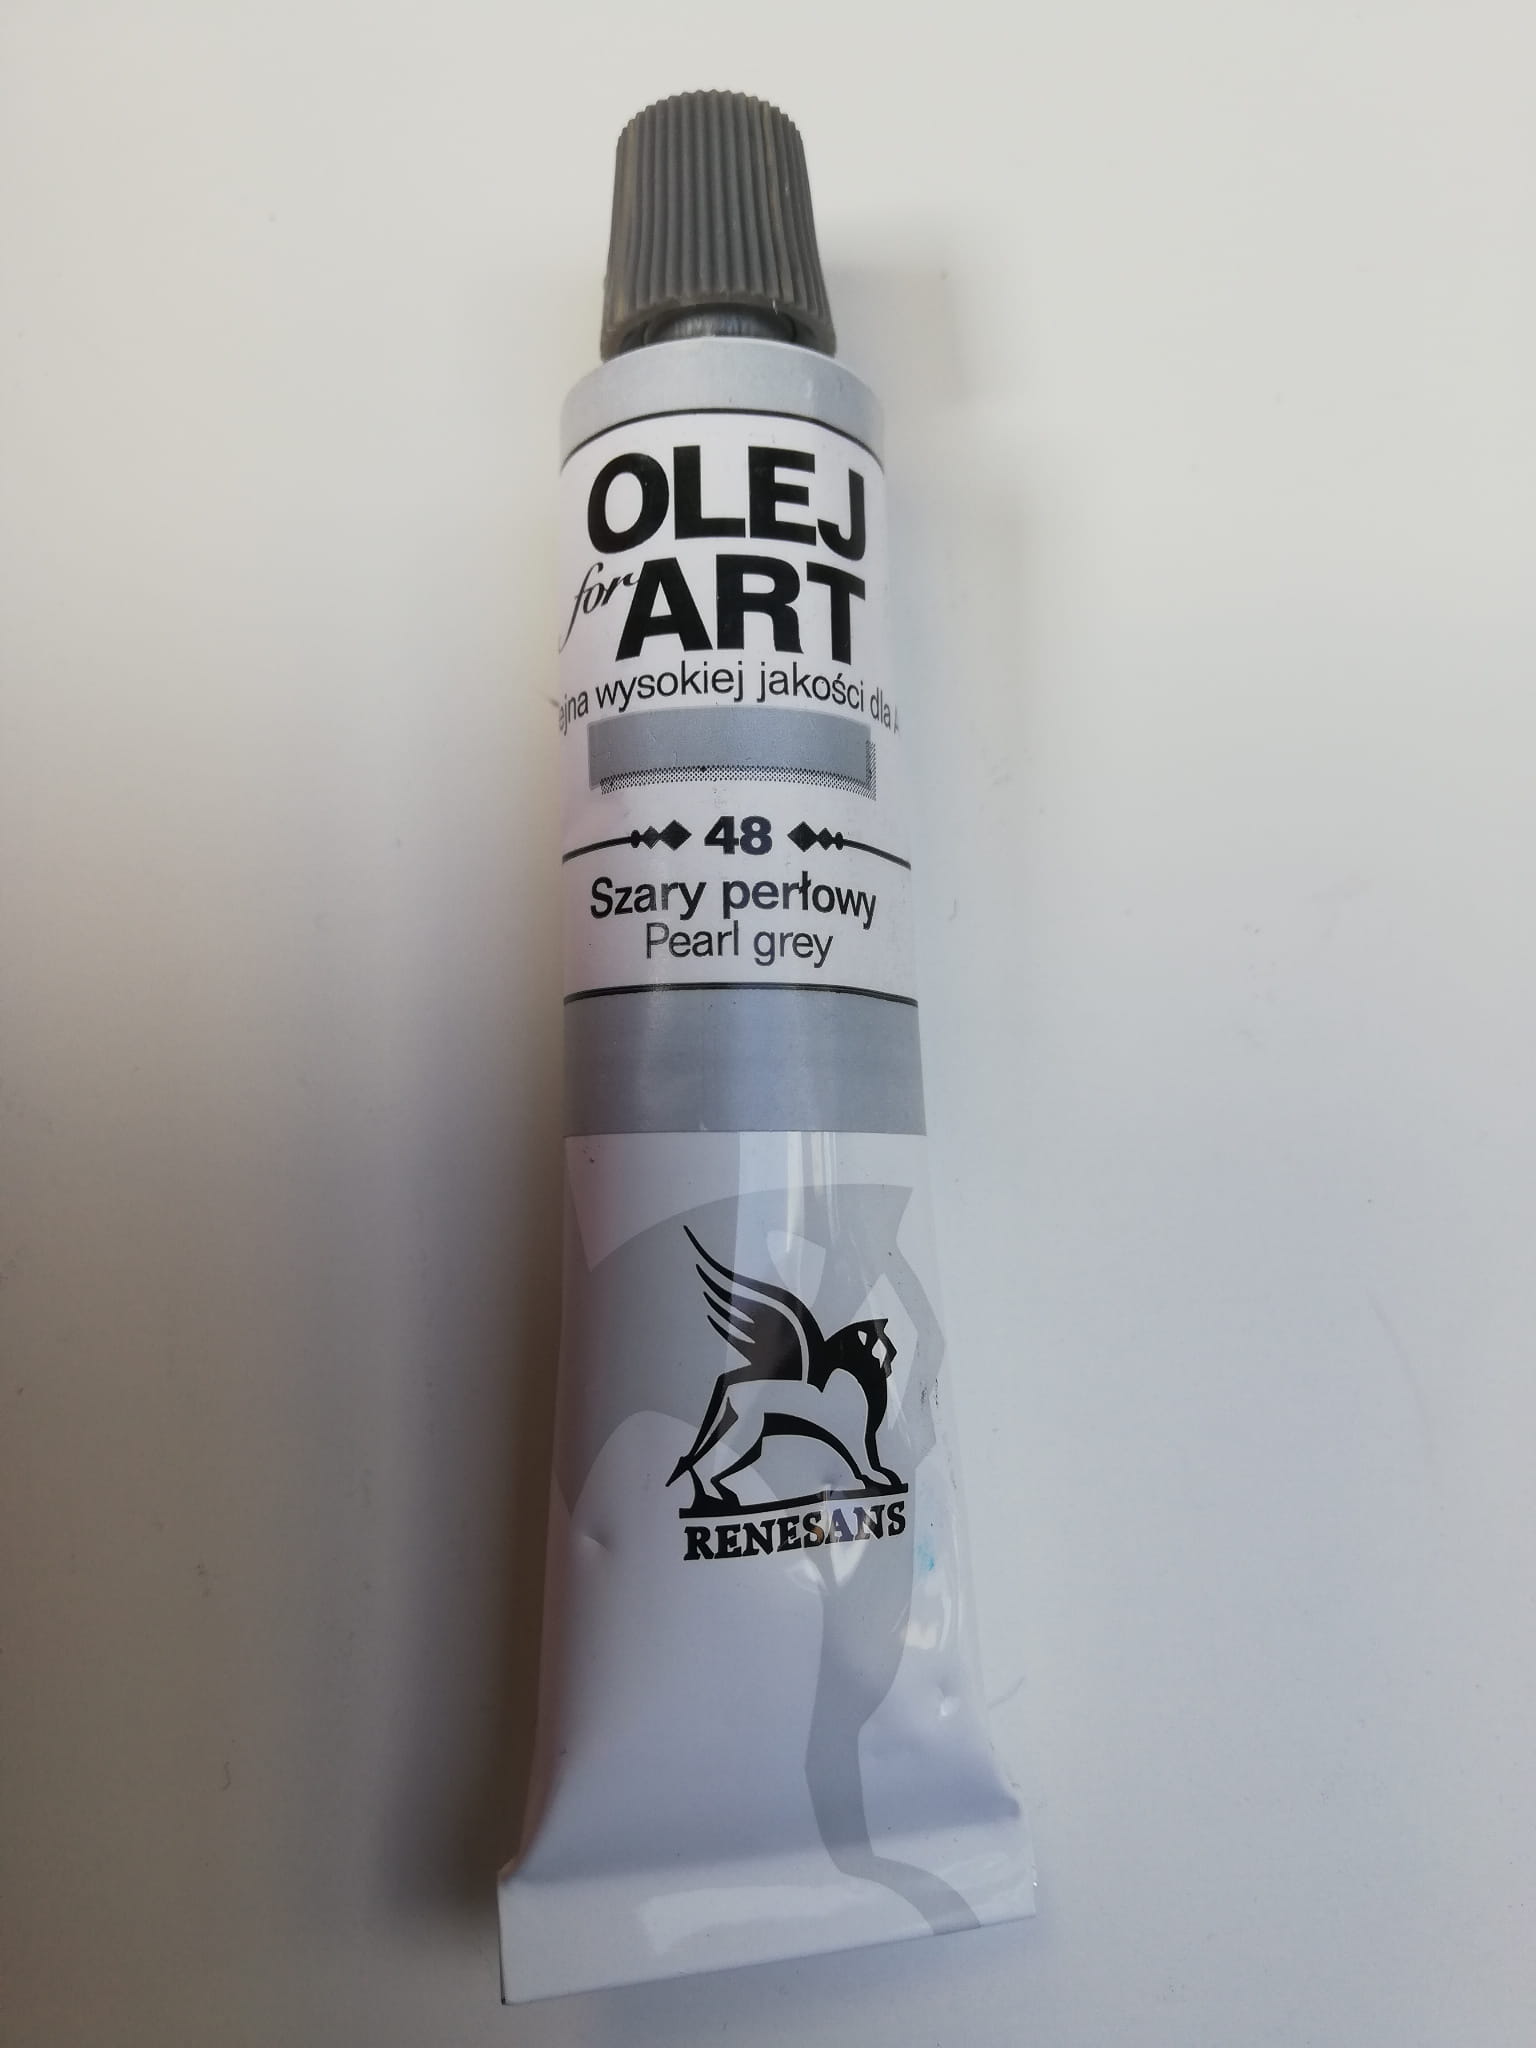 OLEJ
for ART
wysokiej jakości dla
48
Szary perłowy
Pearl grey
RENESANS